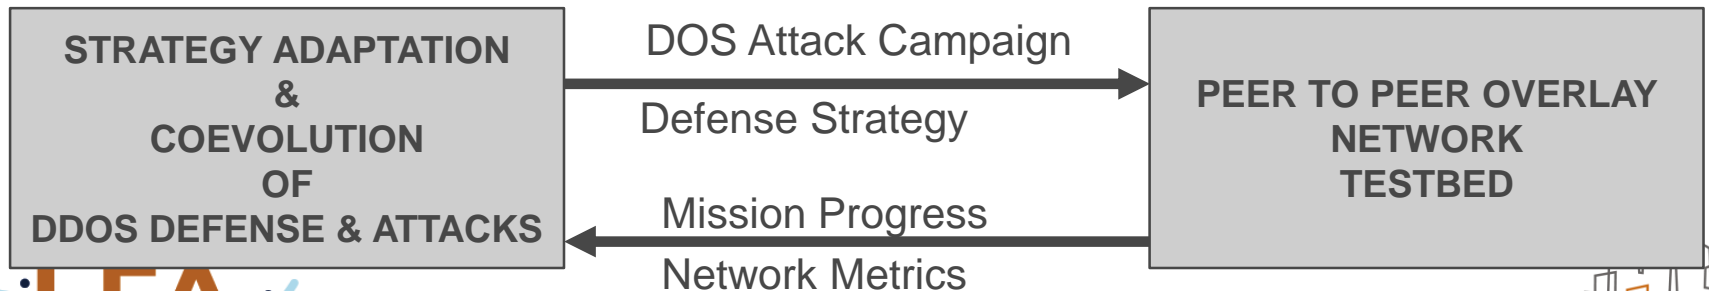 STRATEGY ADAPTATION
&
COEVOLUTION
OF
DDOS DEFENSE & ATTACKS
DOS Attack Campaign
Defense Strategy
Mission Progress
Network Metrics
PEER TO PEER OVERLAY
NETWORK
TESTBED